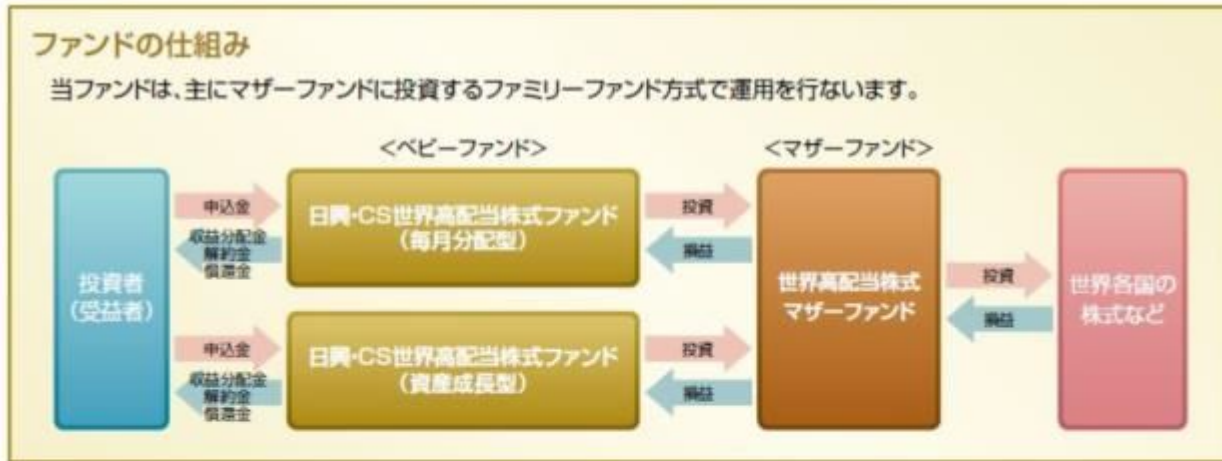 ファンドの仕組み
当ファンドは、主にマザーファンドに投資するファミリーファンド方式で運用を行ないます。
＜ベビーファンド＞
＜マザーファンド＞
投資者
（受益者）
申込金
収益分配金
解約金
償還金
日興・CS世界高配当株式ファンド
（毎月分配型）
投資
損益
申込金
収益分配金
解約金
償還金
日興・CS世界高配当株式ファンド
（資産成長型）
投資
損益
世界高配当株式
マザーファンド
投資
損益
世界各国の
株式など